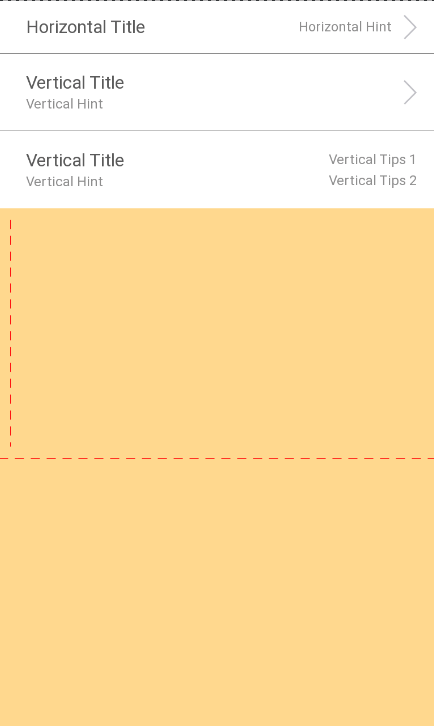 Horizontal Title Horizontal Hint
Vertical Title
Vertical Hint
Vertical Title Vertical Tips 1
Vertical Hint Vertical Tips 2